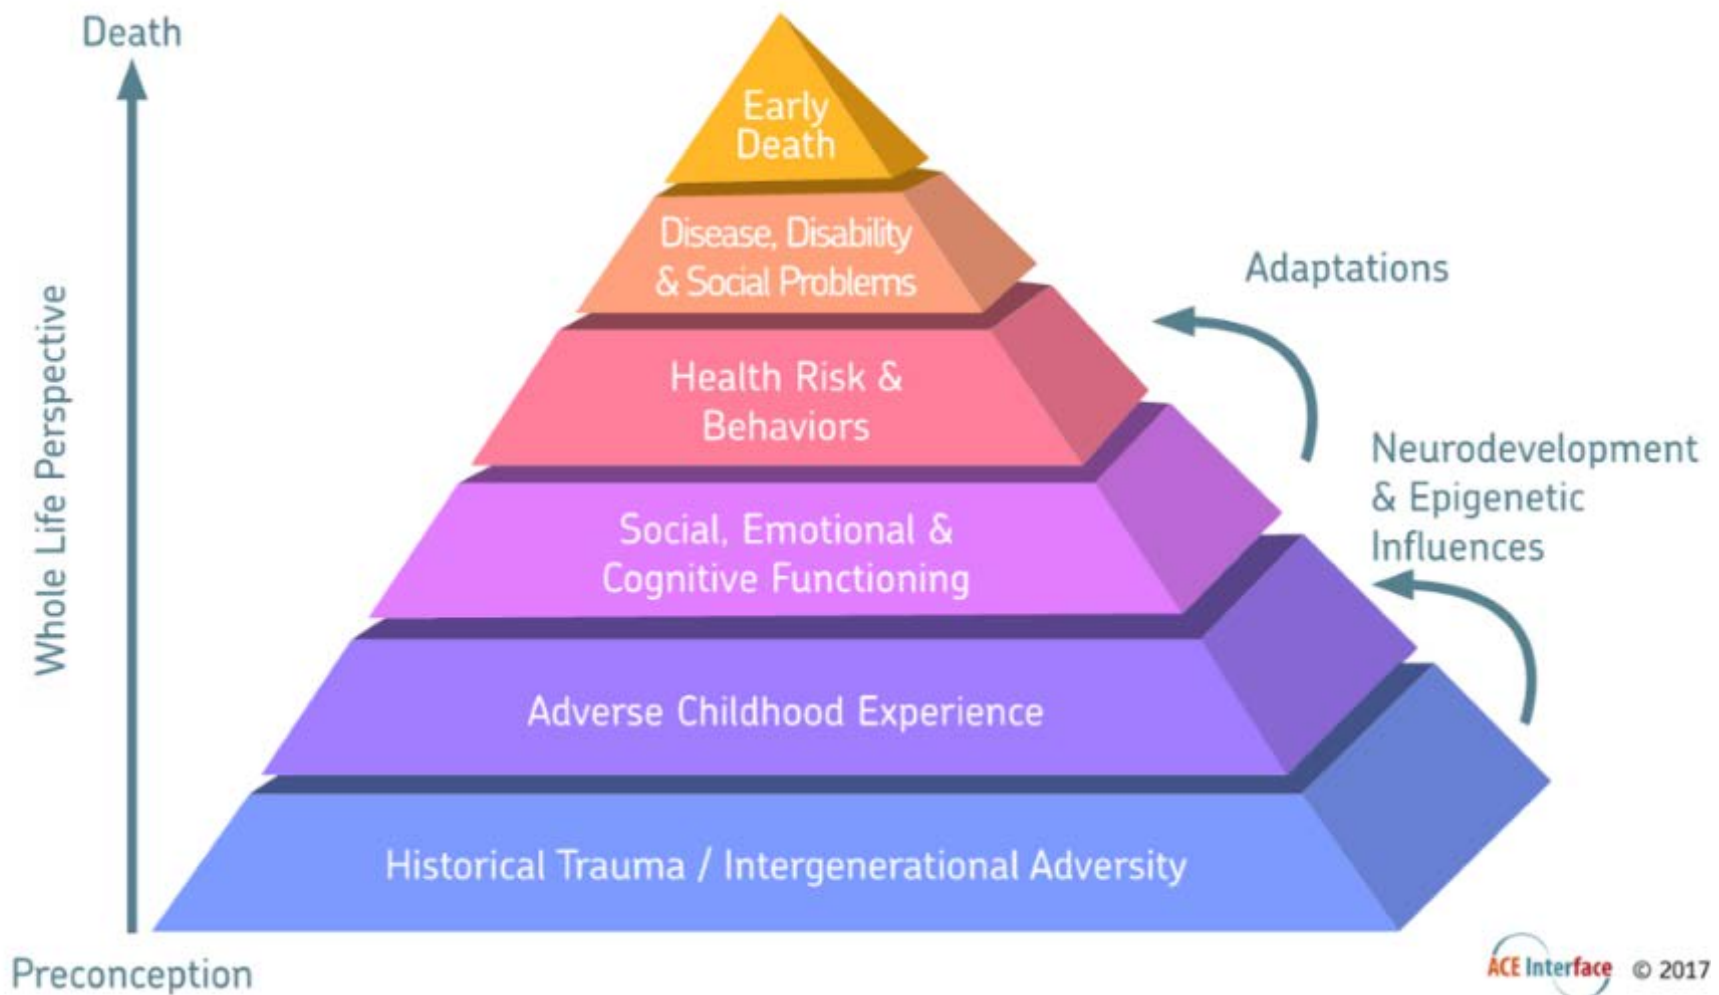 Death
Early
Death
Disease, Disability
& Social Problems
Adaptations
Health Risk &
Behaviors
Neurodevelopment
& Epigenetic
Influences
Social, Emotional &
Cognitive Functioning
Whole Life Perspective
Adverse Childhood Experience
Historical Trauma / Intergenerational Adversity
Preconception
ACE Interface © 2017